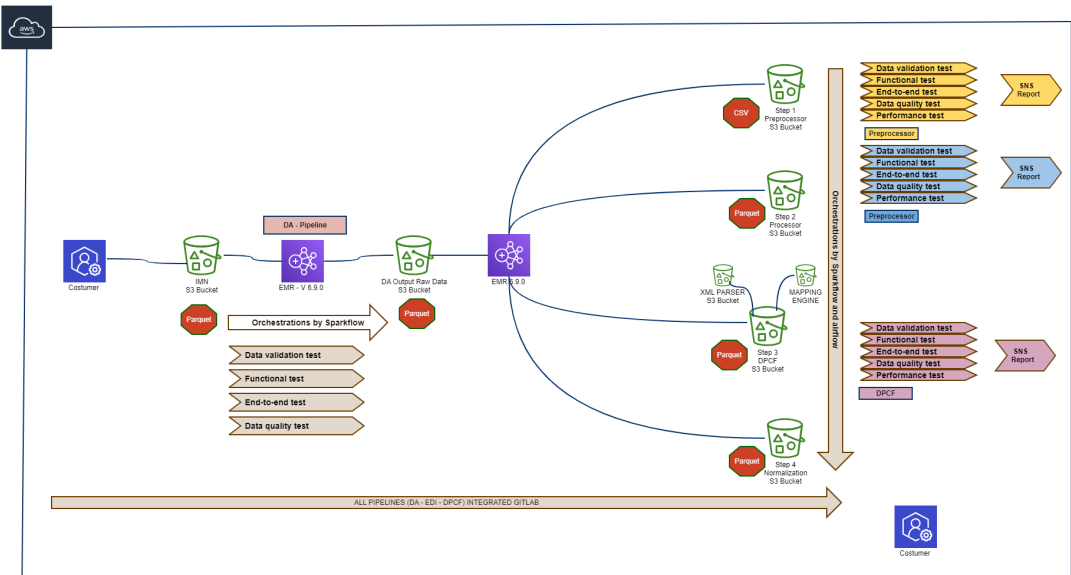 aws
Costumer
IMN
S3 Bucket
Parquet
DA - Pipeline
EMR - V 6.9.0
DA Output Raw Data
S3 Bucket
Parquet
EMR 6.9.0
Orchestrations by Sparkflow
Data validation test
Functional test
End-to-end test
Data quality test
CSV
Step 1
Preprocessor
S3 Bucket
Parquet
Step 2
Processor
S3 Bucket
XML PARSER
S3 Bucket
MAPPING
ENGINE
Parquet
Step 3
DPCF
S3 Bucket
Parquet
Step 4
Normalization
S3 Bucket
Orchestrations by Sparkflow and airflow
Data validation test
Functional test
End-to-end test
Data quality test
Performance test
SNS
Report
Preprocessor
Data validation test
Functional test
End-to-end test
Data quality test
Performance test
SNS
Report
Preprocessor
Data validation test
Functional test
End-to-end test
Data quality test
Performance test
SNS
Report
DPCF
ALL PIPELINES (DA - EDI - DPCF) INTEGRATED GITLAB
Costumer